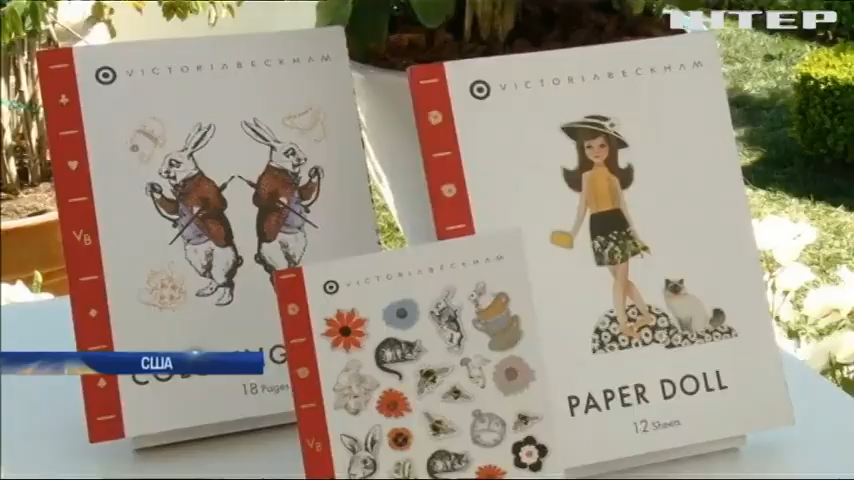 ІНТЕР
VICTORIABECKHAM
VB
18 Pages
VICTORIABECKHAM
PAPER DOLL
12 Sheets
VICTORIABECKHAM
VB
США